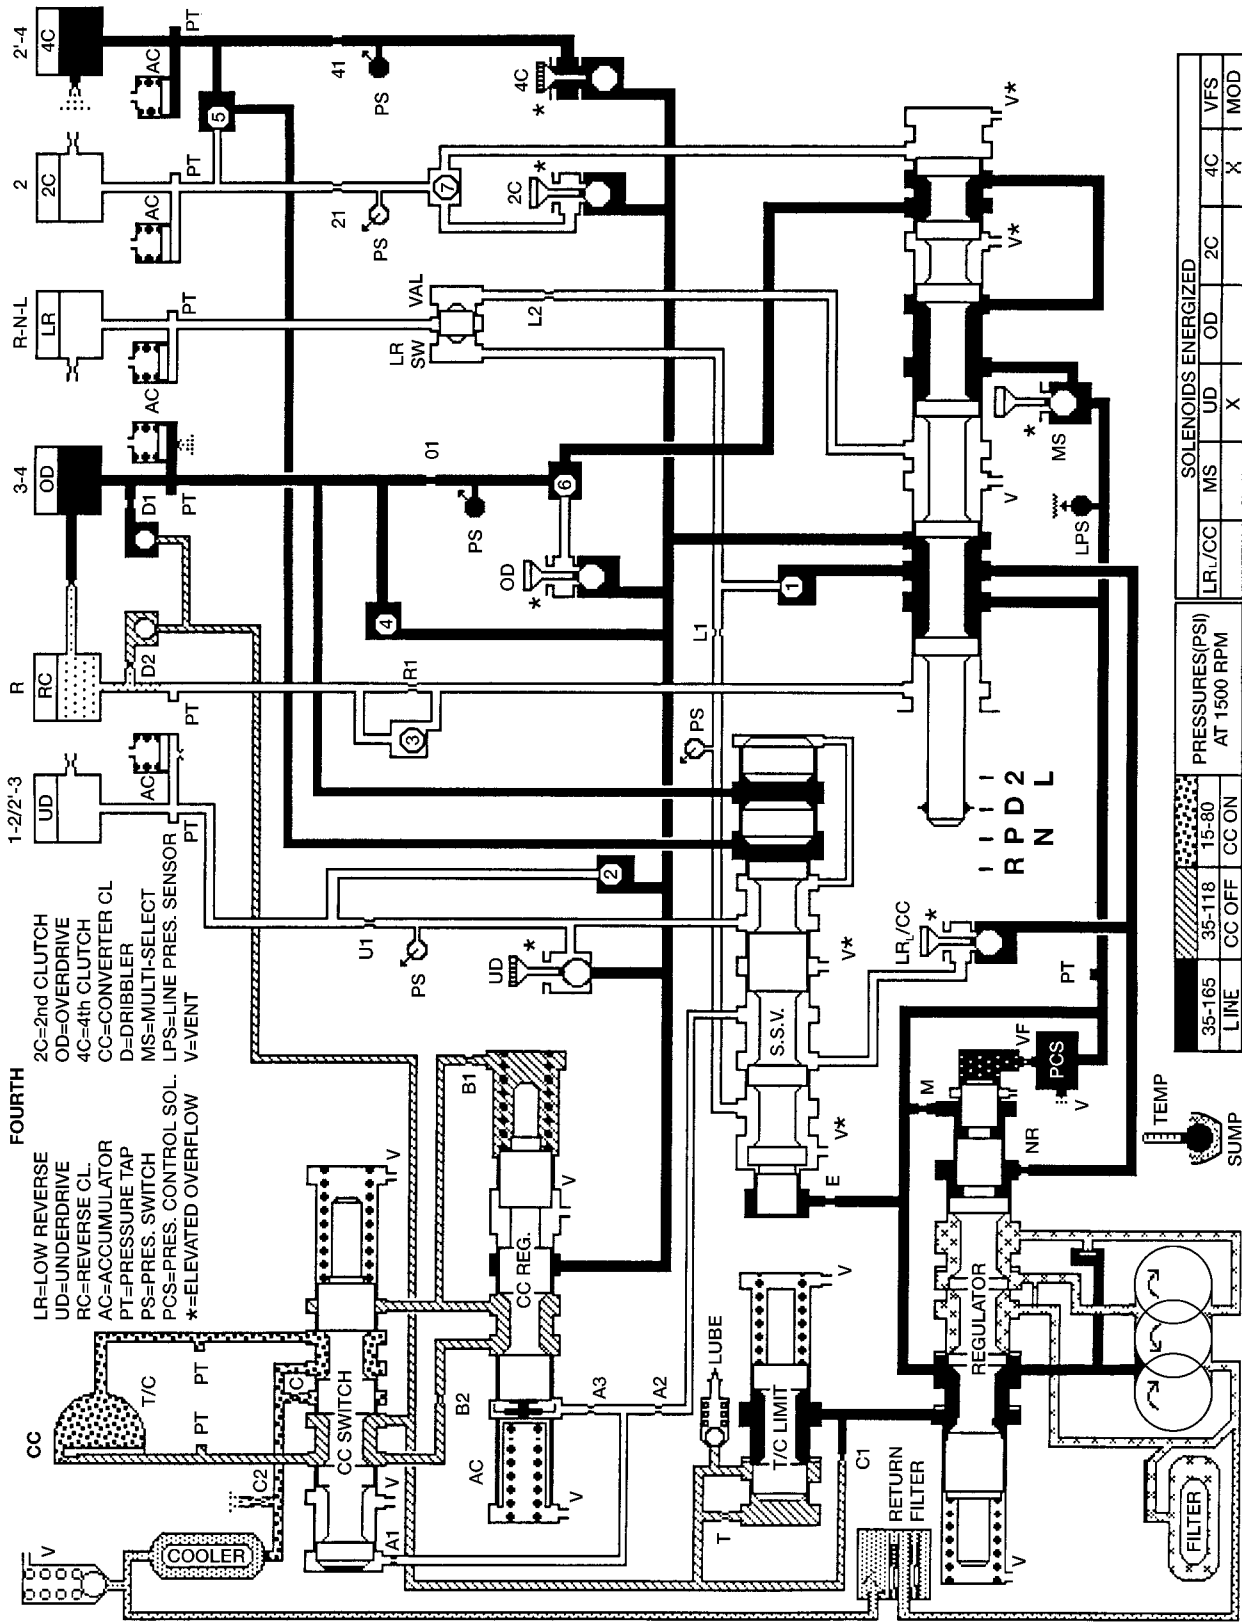 FOURTH
LR=LOW REVERSE
UD=UNDERDRIVE
RC=REVERSE CL.
AC=ACCUMULATOR
PT=PRESSURE TAP
PS=PRES. SWITCH
PCS=PRES. CONTROL SOL.
*=ELEVATED OVERFLOW
2C=2nd CLUTCH
OD=OVERDRIVE
4C=4th CLUTCH
CC=CONVERTER CL
D=DRIBBLER
MS=MULTI-SELECT
LPS=LINE PRES. SENSOR
V=VENT
1-2/2'-3
UD
AC
PT
R
RC
D2
PT
3-4
OD
D1
AC
PT
R-N-L
LR
AC
PT
2
2C
AC
PT
2'-4
4C
AC
PT
CC
T/C
PT
PT
V
COOLER
C2
C
CC SWITCH
V
V
A1
B1
B2
CC REG.
V
AC
V
A3
A2
U1
PS
UD
*
2
R1
3
4
5
6
7
1
01
PS
OD
*
LR
SW
VAL
L2
L1
PS
21
PS
2C
*
41
PS
4C
*
LUBE
T
T/C LIMIT
V
C1
RETURN
FILTER
S.S.V.
V*
V*
E
LRL/CC
*
R P D 2
N L
V
MS
*
LPS
V*
V*
REGULATOR
V
NR
M
VF
PCS
V
PT
FILTER
TEMP
SUMP
35-165
LINE
35-118
CC OFF
15-80
CC ON
PRESSURES(PSI)
AT 1500 RPM
SOLENOIDS ENERGIZED
LRL/CC MS UD OD 2C 4C VFS
X X MOD